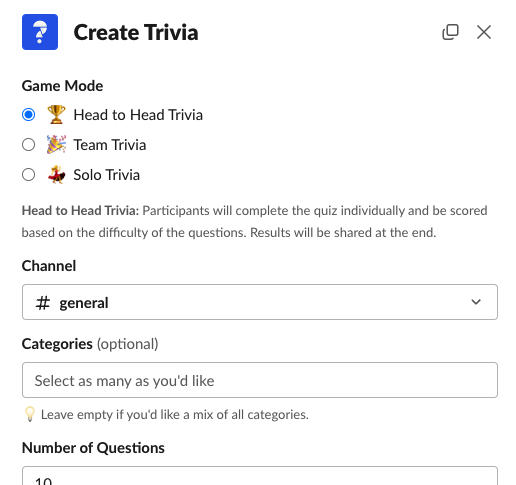 Create Trivia
Game Mode
Head to Head Trivia
Team Trivia
Solo Trivia
Head to Head Trivia: Participants will complete the quiz individually and be scored
based on the difficulty of the questions. Results will be shared at the end.
Channel
# general
Categories (optional)
Select as many as you'd like
Leave empty if you'd like a mix of all categories.
Number of Questions
10